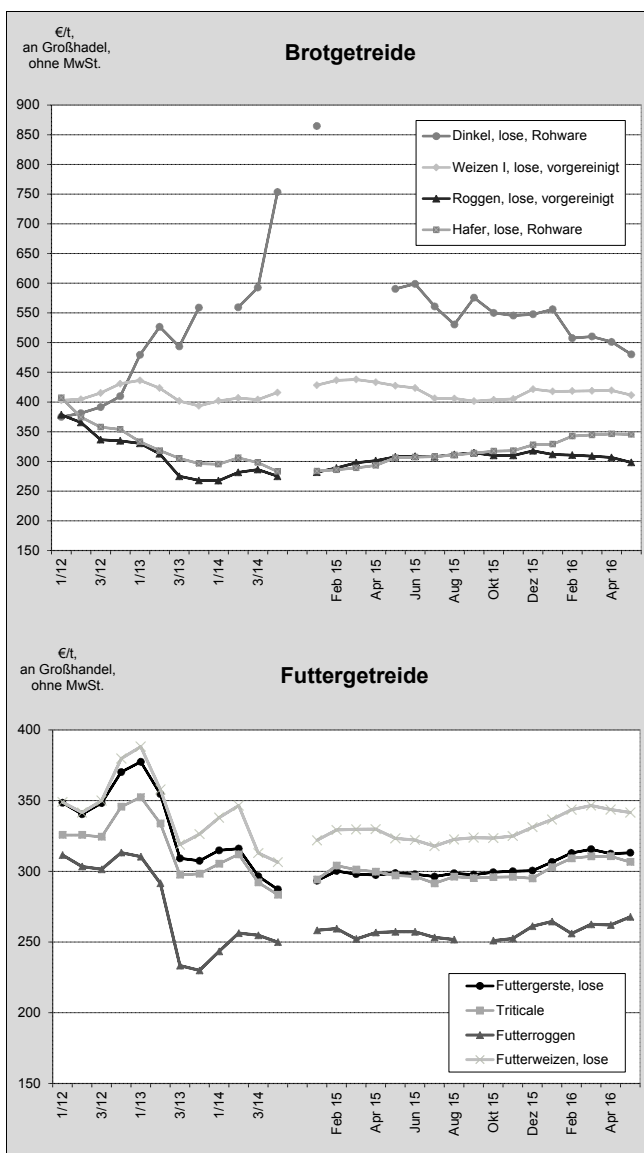 €/t,
an Großhadel,
ohne MwSt.
Brotgetreide
900
850
800
750
700
650
600
550
500
450
400
350
300
250
200
150
Dinkel, lose, Rohware
Weizen I, lose, vorgereinigt
Roggen, lose, vorgereinigt
Hafer, lose, Rohware
1/12
3/12
1/13
3/13
1/14
3/14
Feb 15
Apr 15
Jun 15
Aug 15
Okt 15
Dez 15
Feb 16
Apr 16
€/t,
an Großhandel,
ohne MwSt.
Futtergetreide
400
350
300
250
200
150
Futtergerste, lose
Triticale
Futterroggen
Futterweizen, lose
1/12
3/12
1/13
3/13
1/14
3/14
Feb 15
Apr 15
Jun 15
Aug 15
Okt 15
Dez 15
Feb 16
Apr 16